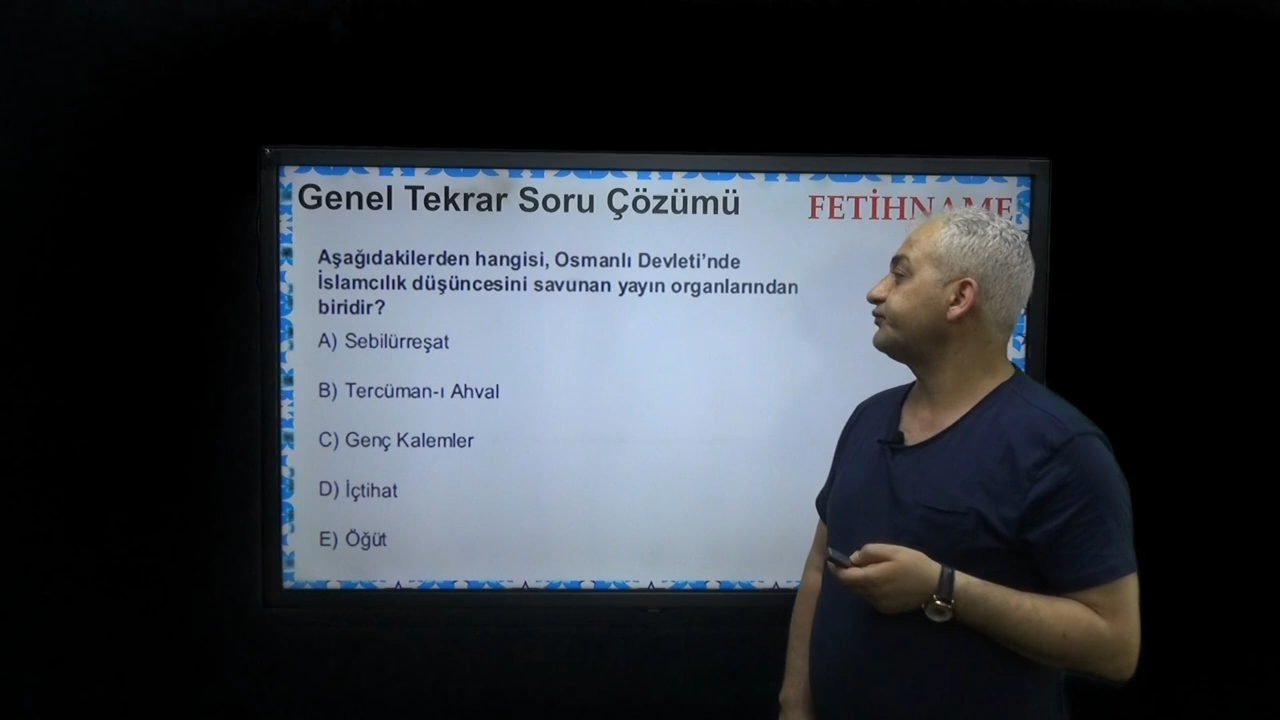 Genel Tekrar Soru Çözümü
FETİHNAME
Aşağıdakilerden hangisi, Osmanlı Devleti'nde
İslamcılık düşüncesini savunan yayın organlarından
biridir?
A) Sebilürreşat
B) Tercüman-ı Ahval
C) Genç Kalemler
D) İçtihat
E) Öğüt